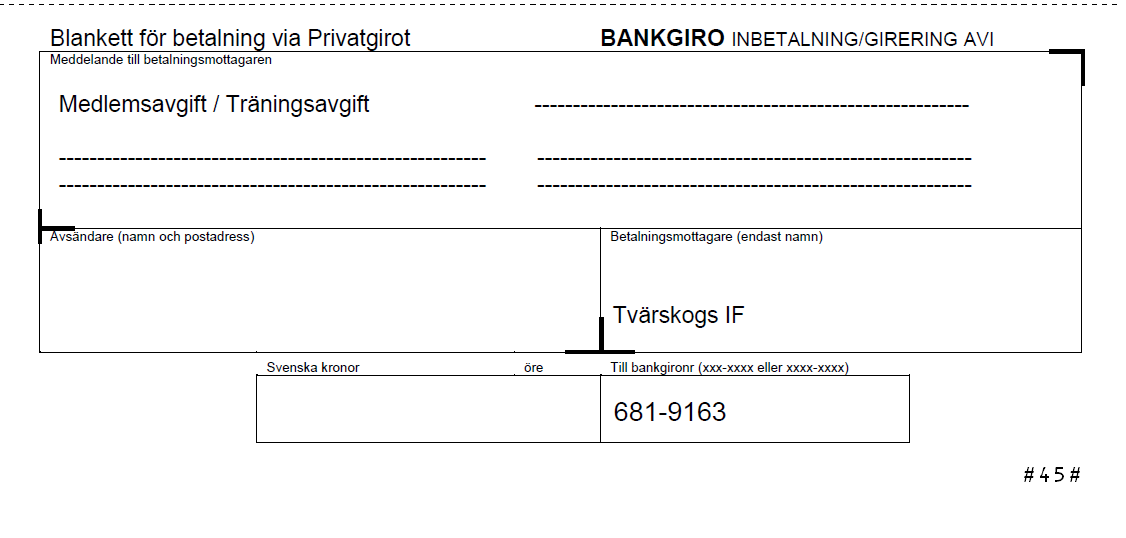 Blankett för betalning via Privatgirot
BANKGIRO INBETALNING/GIRERING AVI
Meddelande till betalningsmottagaren
Medlemsavgift / Träningsavgift
Avsändare (namn och postadress)
Betalningsmottagare (endast namn)
Tvärskogs IF
Svenska kronor
öre
Till bankgironr (xxx-xxxx eller xxxx-xxxx)
681-9163
#45#